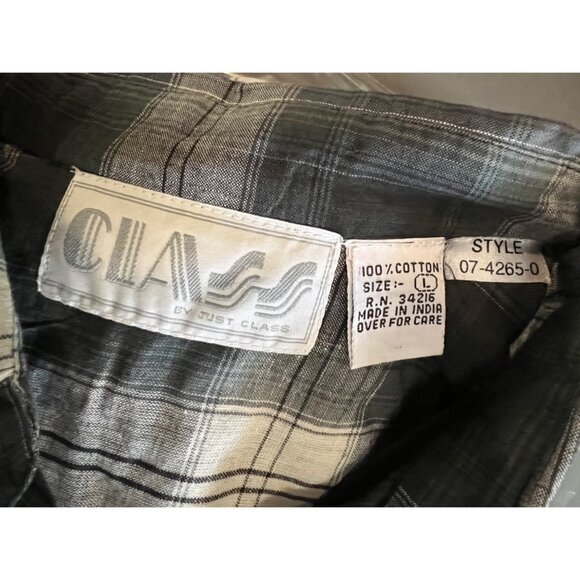 CLASS
BY JUST CLASS
100% COTTON
SIZE:- L
R.N. 34216
MADE IN INDIA
OVER FOR CARE
STYLE
07-4265-0